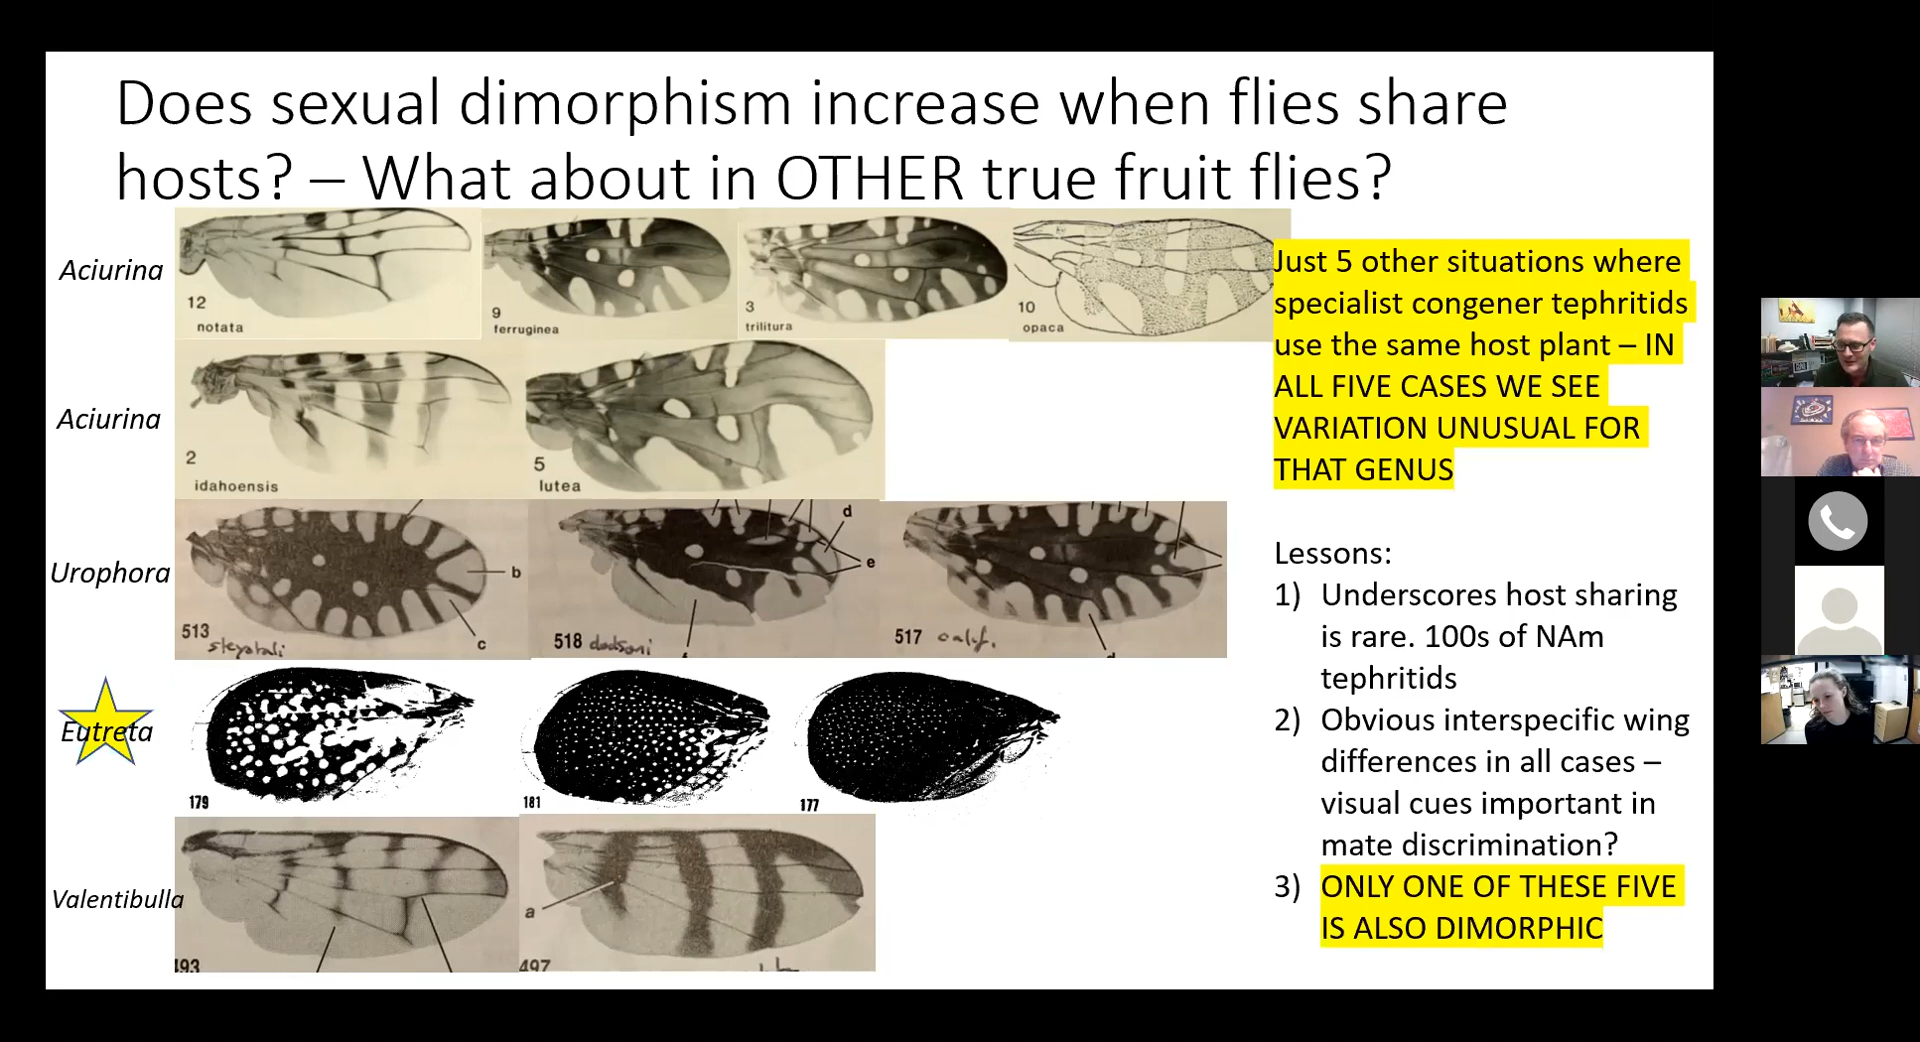 Does sexual dimorphism increase when flies share
hosts? – What about in OTHER true fruit flies?
Aciurina
12
notata
9
ferruginea
3
trilitura
10
opaca
Aciurina
2
idahoensis
5
lutea
Urophora
b
c
513
d
e
518 dodsoni
517 calif.
d
Eutreta
179
181
177
Valentibulla
493
a
497
Just 5 other situations where
specialist congener tephritids
use the same host plant – IN
ALL FIVE CASES WE SEE
VARIATION UNUSUAL FOR
THAT GENUS
Lessons:
1) Underscores host sharing
is rare. 100s of NAm
tephritids
2) Obvious interspecific wing
differences in all cases –
visual cues important in
mate discrimination?
3) ONLY ONE OF THESE FIVE
IS ALSO DIMORPHIC